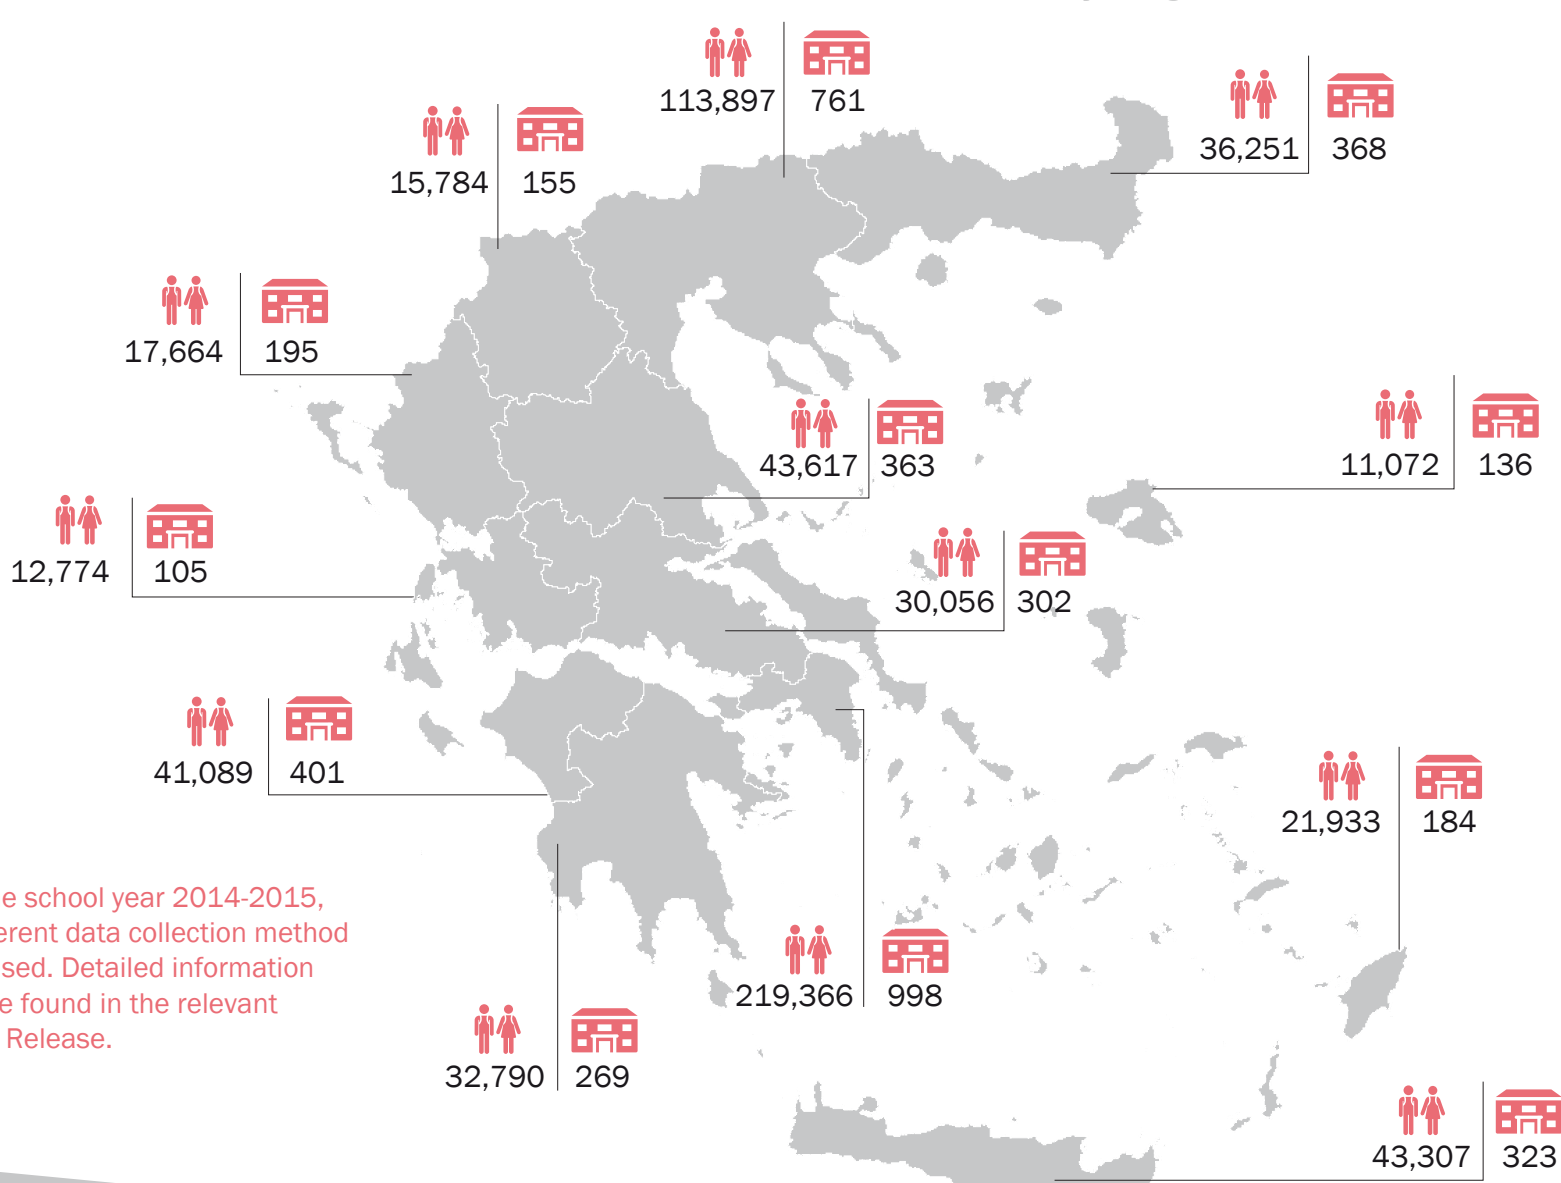 113,897 761
36,251 368
15,784 155
17,664 195
43,617 363
11,072 136
12,774 105
30,056 302
41,089 401
21,933 184
e school year 2014-2015,
erent data collection method
sed. Detailed information
e found in the relevant
Release.
219,366 998
32,790 269
43,307 323